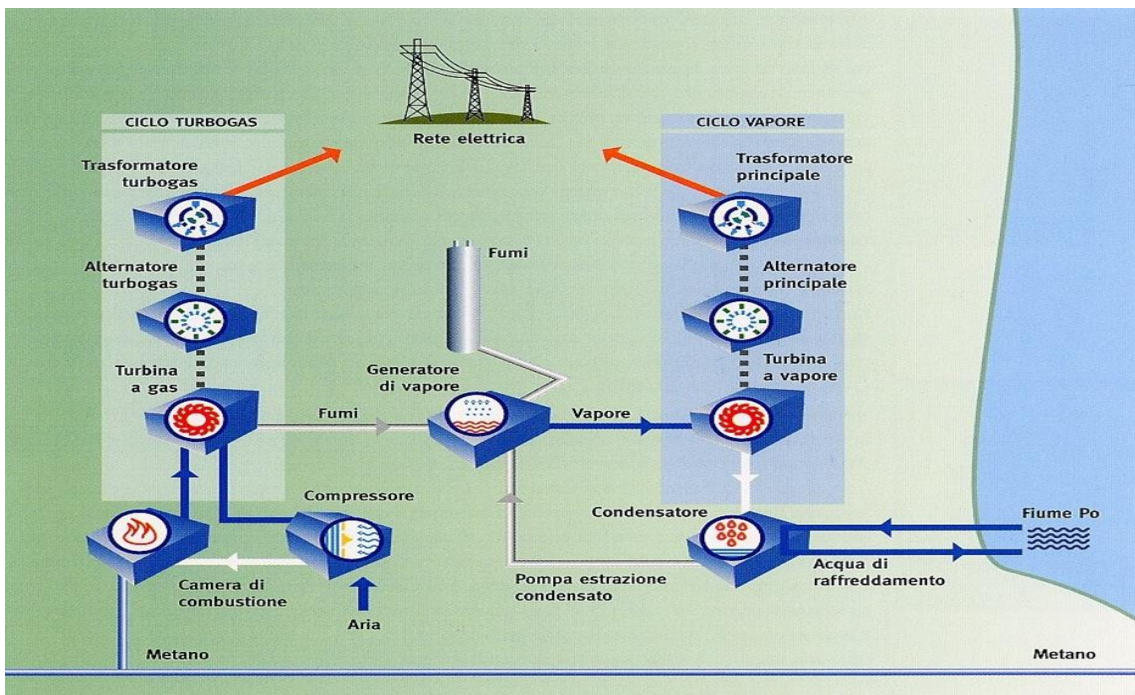 CICLO TURBOGAS
Rete elettrica
CICLO VAPORE
Trasformatore
turbogas
Trasformatore
principale
Alternatore
turbogas
Fumi
Alternatore
principale
Turbina
a gas
Generatore
di vapore
Turbina
a vapore
Fumi
Vapore
Compressore
Condensatore
Fiume Po
Camera di
combustione
Pompa estrazione
condensato
Acqua di
raffreddamento
Aria
Metano
Metano